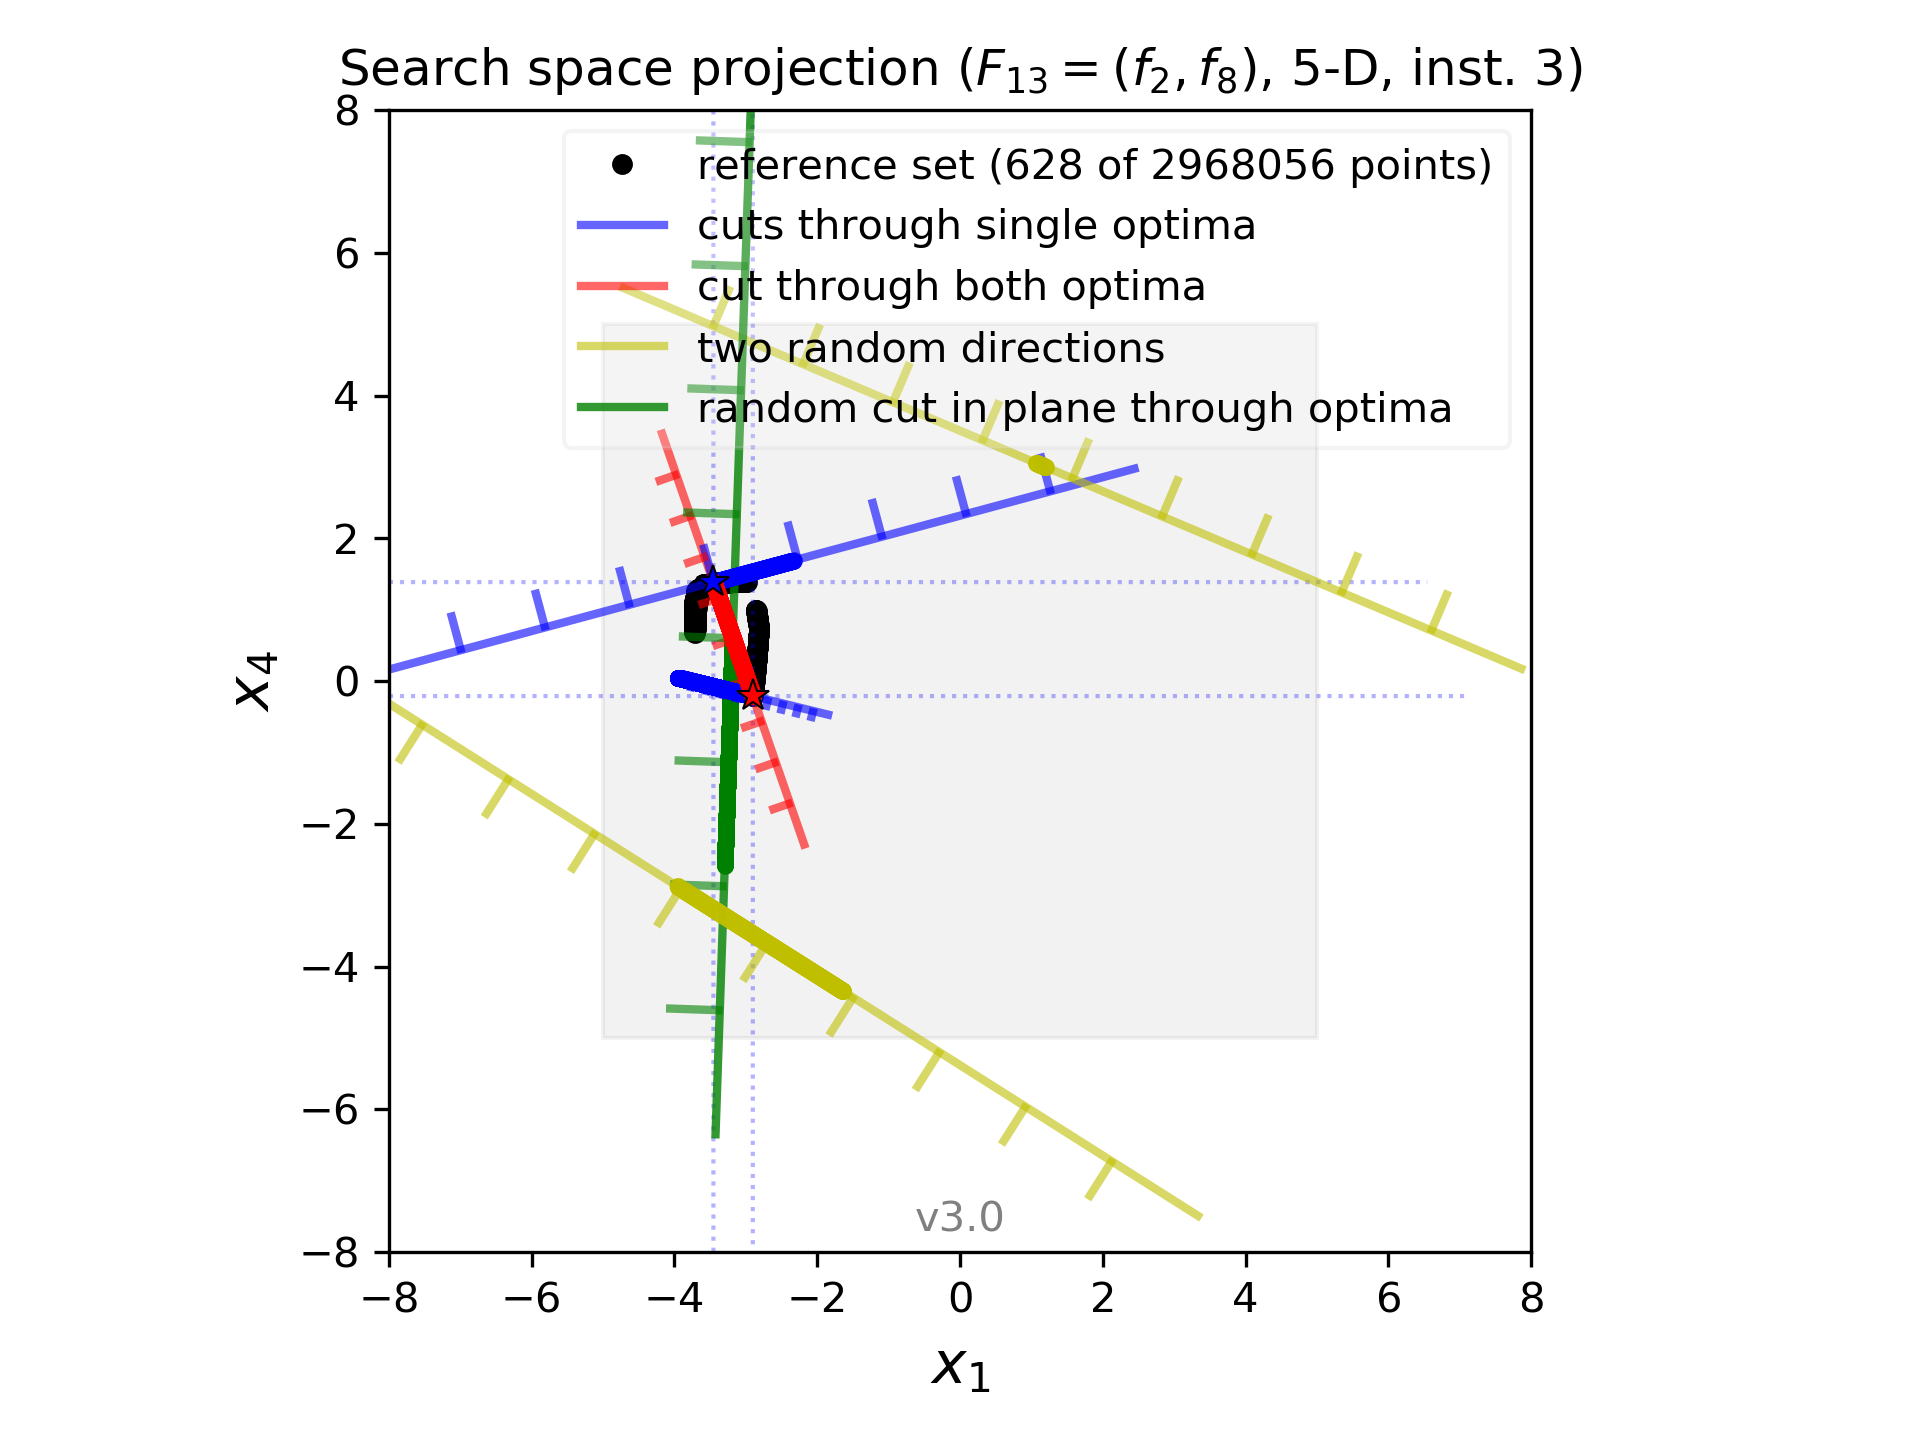 Search space projection (F13 = (f2, f8), 5-D, inst. 3)
reference set (628 of 2968056 points)
cuts through single optima
cut through both optima
two random directions
random cut in plane through optima
8
6
4
2
0
−2
−4
−6
−8
x4
v3.0
−8 −6 −4 −2 0 2 4 6 8
x1